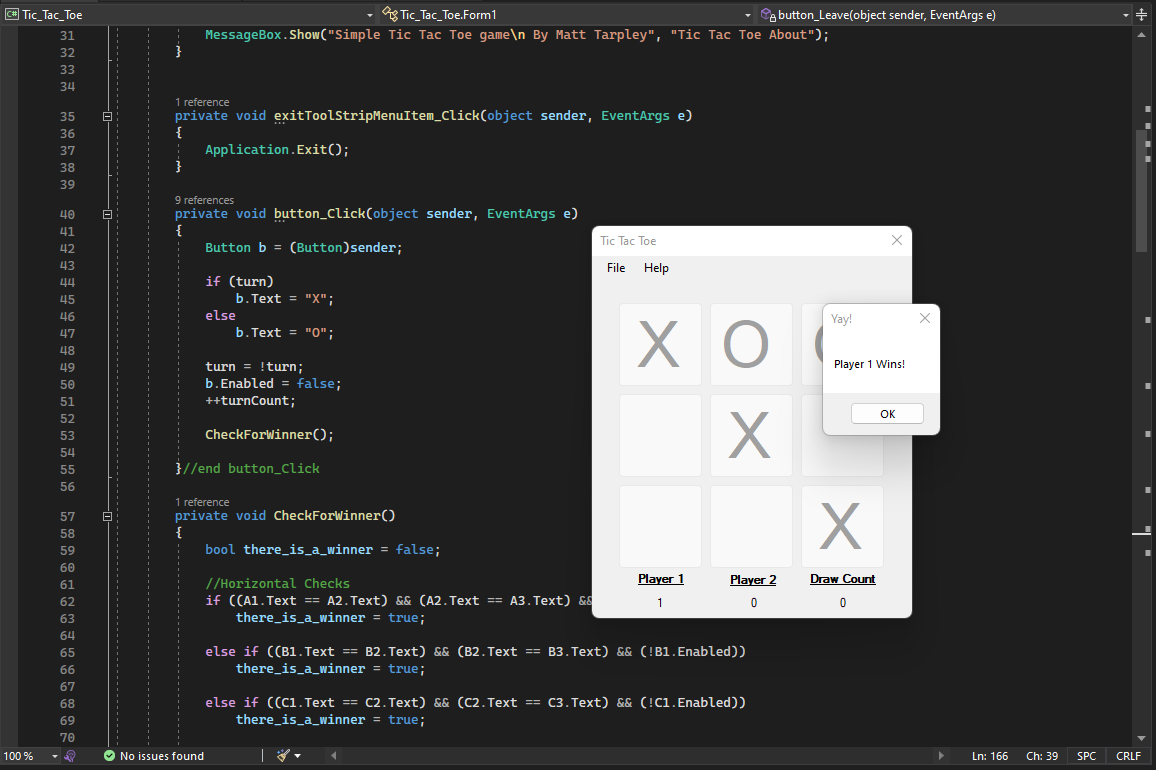 Tic_Tac_Toe
Tic_Tac_Toe.Form1
button_Leave(object sender, EventArgs e)
31 MessageBox.Show("Simple Tic Tac Toe game\n By Matt Tarpley", "Tic Tac Toe About");
32 }
33
34
1 reference
35 private void exitToolStripMenuItem_Click(object sender, EventArgs e)
36 {
37 Application.Exit();
38 }
39
9 references
40 private void button_Click(object sender, EventArgs e)
41 {
42 Button b = (Button)sender;
43
44 if (turn)
45 b.Text = "X";
46 else
47 b.Text = "O";
48
49 turn = !turn;
50 b.Enabled = false;
51 ++turnCount;
52
53 CheckForWinner();
54
55 }//end button_Click
56
1 reference
57 private void CheckForWinner()
58 {
59 bool there_is_a_winner = false;
60
61 //Horizontal Checks
62 if ((A1.Text == A2.Text) && (A2.Text == A3.Text) &&
63 there_is_a_winner = true;
64
65 else if ((B1.Text == B2.Text) && (B2.Text == B3.Text) && (!B1.Enabled))
66 there_is_a_winner = true;
67
68 else if ((C1.Text == C2.Text) && (C2.Text == C3.Text) && (!C1.Enabled))
69 there_is_a_winner = true;
70
Tic Tac Toe
File Help
X O
X
X
Player 1 Player 2 Draw Count
1 0 0
Yay!
Player 1 Wins!
OK
100 %
No issues found
Ln: 166 Ch: 39 SPC CRLF